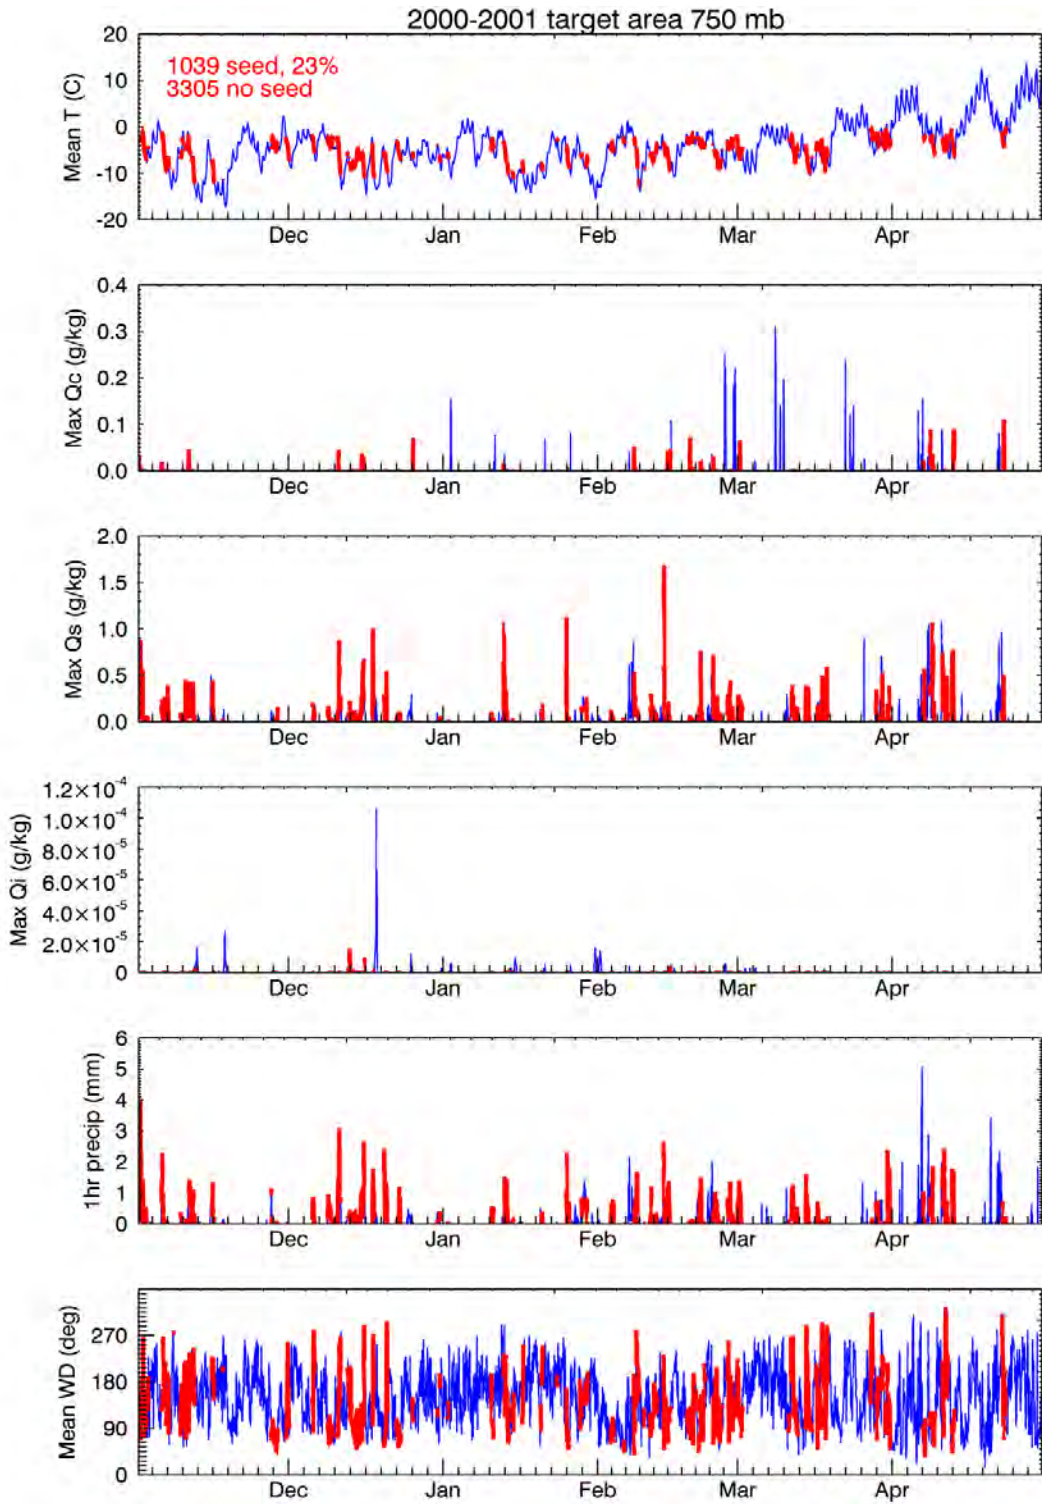 2000-2001 target area 750 mb
1039 seed, 23%
3305 no seed
Mean T (C)
20
10
0
-10
-20
Dec Jan Feb Mar Apr
Max Qc (g/kg)
0.4
0.3
0.2
0.1
0.0
Dec Jan Feb Mar Apr
Max Qs (g/kg)
2.0
1.5
1.0
0.5
0.0
Dec Jan Feb Mar Apr
Max Qi (g/kg)
1.2×10⁻⁴
1.0×10⁻⁴
8.0×10⁻⁵
6.0×10⁻⁵
4.0×10⁻⁵
2.0×10⁻⁵
0
Dec Jan Feb Mar Apr
1hr precip (mm)
6
5
4
3
2
1
0
Dec Jan Feb Mar Apr
Mean WD (deg)
270
180
90
0
Dec Jan Feb Mar Apr